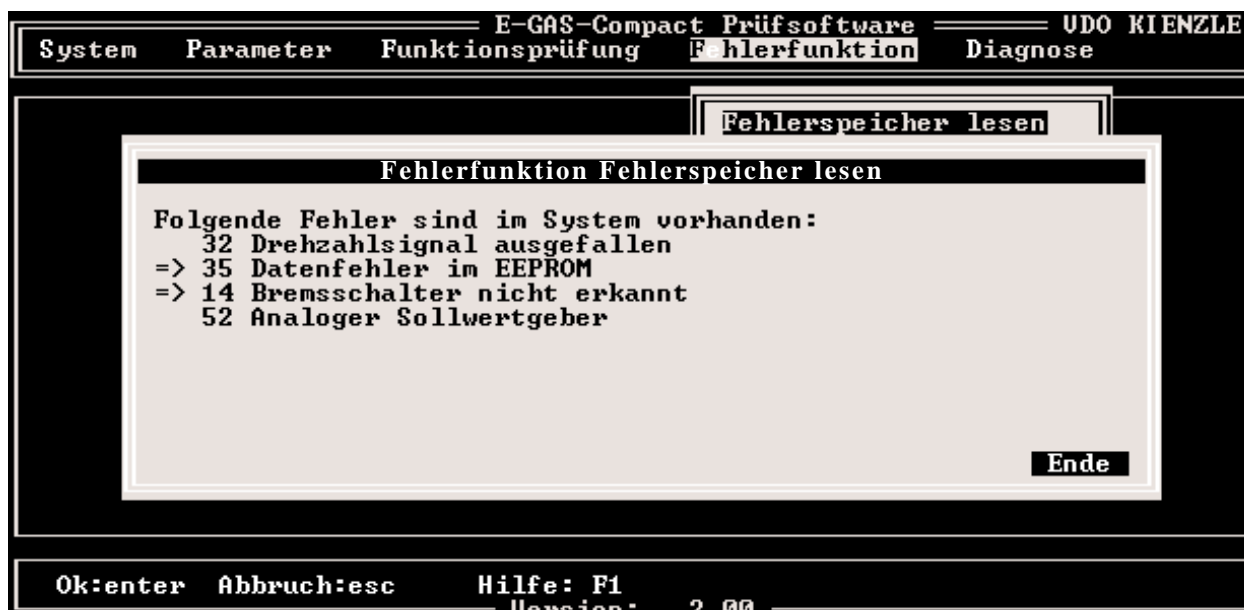 E-GAS-Compact Prüfsoftware VDO KIENZLE
System Parameter Funktionsprüfung Fehlerfunktion Diagnose
Fehlerspeicher lesen
Fehlerfunktion Fehlerspeicher lesen
Folgende Fehler sind im System vorhanden:
32 Drehzahlsignal ausgefallen
=> 35 Datenfehler im EEPROM
=> 14 Bremsschalter nicht erkannt
52 Analoger Sollwertgeber
Ende
Ok:enter Abbruch:esc Hilfe: F1
Version: 2.00